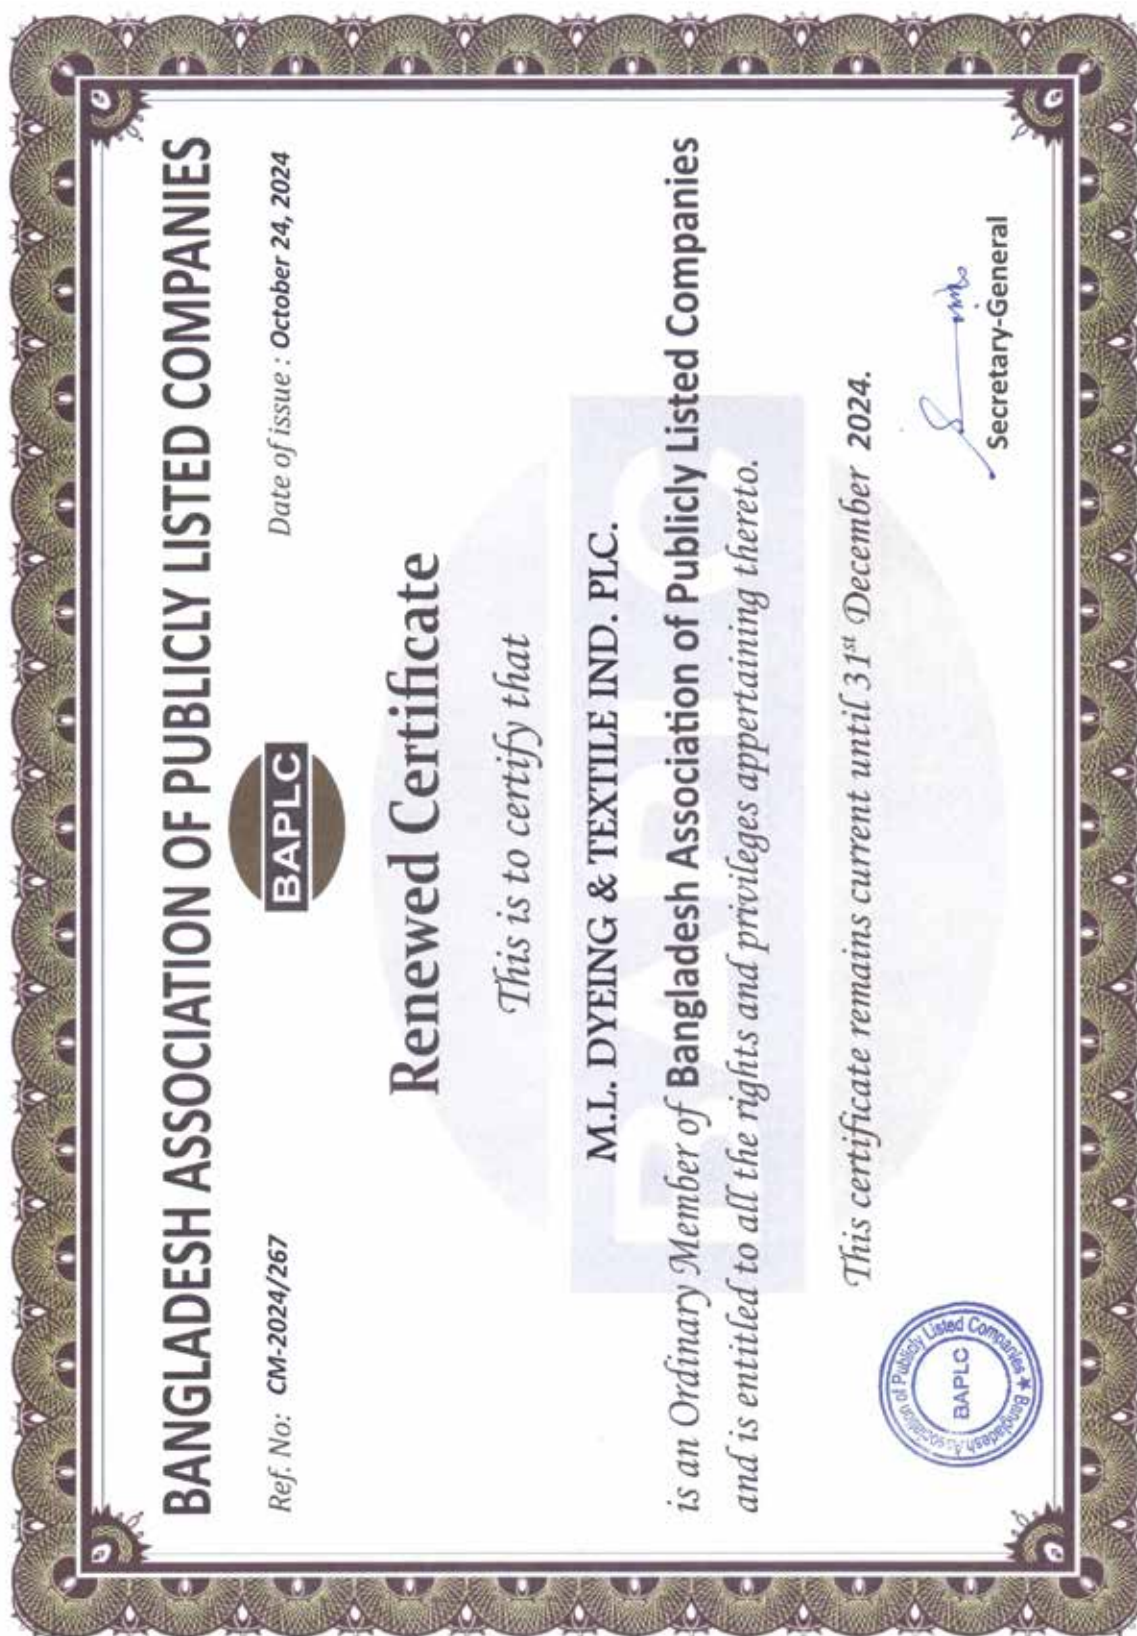 BANGLADESH ASSOCIATION OF PUBLICLY LISTED COMPANIES
BAPLC
Ref. No: CM-2024/267
Date of issue : October 24, 2024
Renewed Certificate
This is to certify that
M.L. DYEING & TEXTILE IND. PLC.
is an Ordinary Member of Bangladesh Association of Publicly Listed Companies
and is entitled to all the rights and privileges appertaining thereto.
This certificate remains current until 31st December 2024.
Bangladesh Association of Publicly Listed Companies ★
BAPLC
Secretary-General
BAPLC